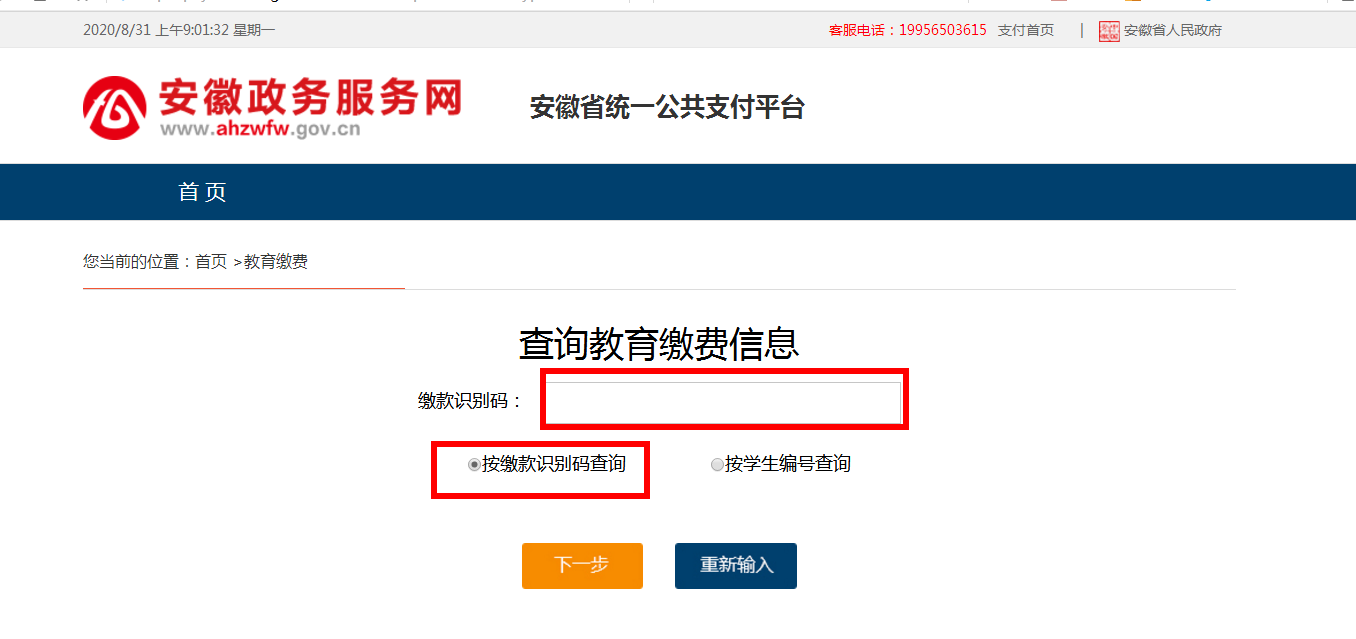 2020/8/31 上午9:01:32 星期一
客服电话：19956503615 支付首页 | 安徽省人民政府
安徽政务服务网
www.ahzwfw.gov.cn
安徽省统一公共支付平台
首 页
您当前的位置：首页 >教育缴费
查询教育缴费信息
缴款识别码：
按缴款识别码查询 按学生编号查询
下一步 重新输入